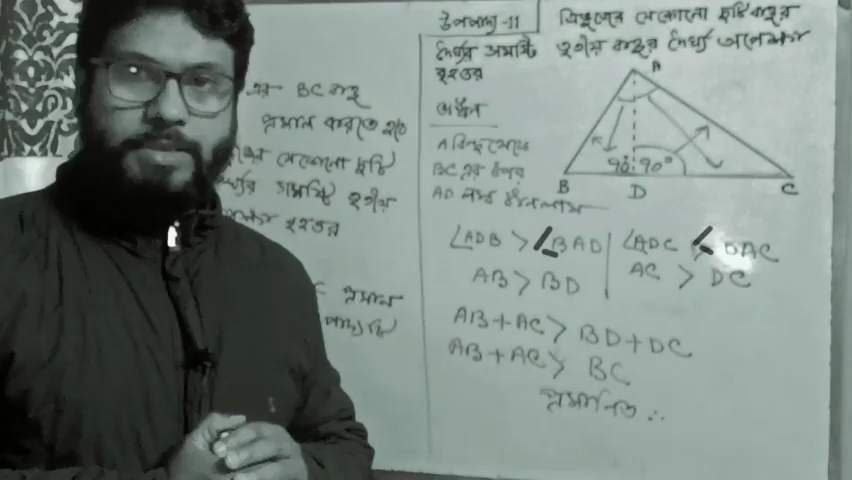 উপপাদ্য-11 ত্রিভুজের যেকোনো দুটি বাহুর
দৈর্ঘ্যের সমষ্টি তৃতীয় বাহুর দৈর্ঘ্য অপেক্ষা
বৃহত্তর
এর BC বাহু
প্রমাণ করতে হবে
যেকোনো দুটি
সমষ্টি তৃতীয়
বৃহত্তর
প্রমাণ
অঙ্কন
A বিন্দু থেকে
BC এর উপর
AD লম্ব টানলাম
A
90° 90°
B D C
∠ADB > ∠BAD | ∠ADC > ∠DAC
AB > BD | AC > DC
AB+AC > BD+DC
AB+AC > BC
প্রমাণিত ∴